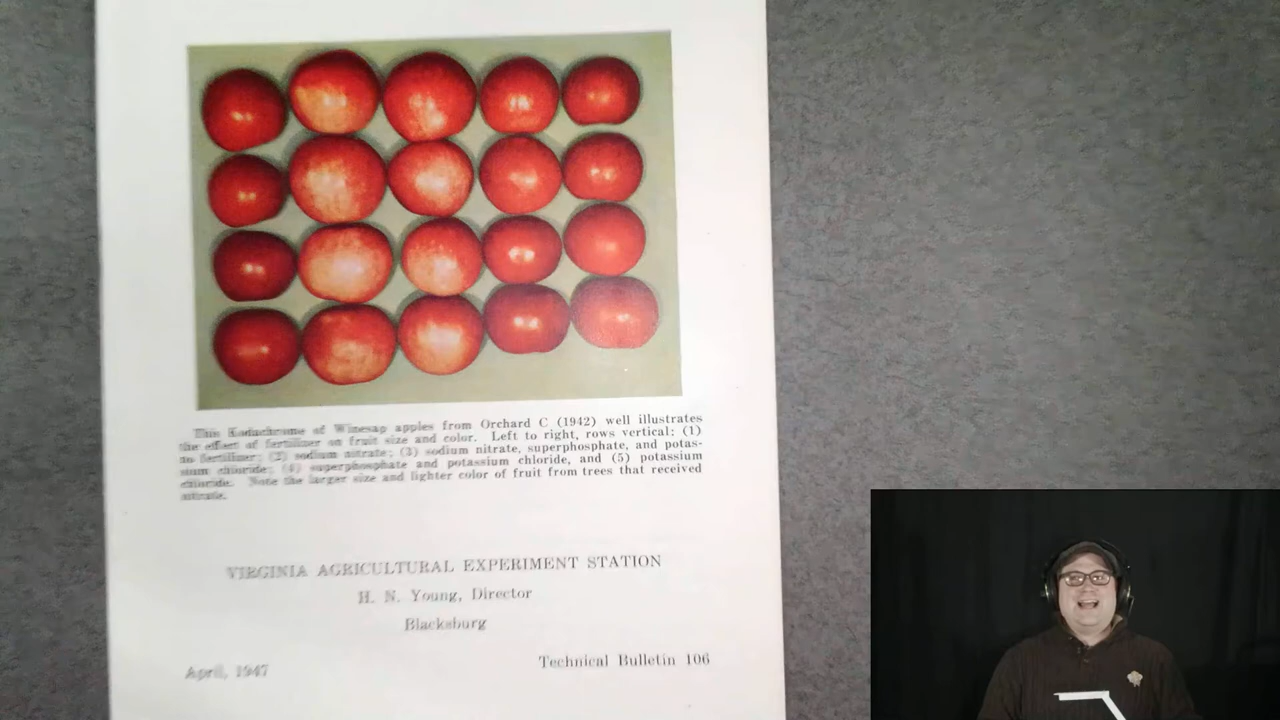 This Kodachrome of Winesap apples from Orchard C (1942) well illustrates
the effect of fertilizer on fruit size and color. Left to right, rows vertical: (1)
no fertilizer; (2) sodium nitrate; (3) sodium nitrate, superphosphate, and potas-
sium chloride; (4) superphosphate and potassium chloride, and (5) potassium
chloride. Note the larger size and lighter color of fruit from trees that received
nitrate.
VIRGINIA AGRICULTURAL EXPERIMENT STATION
H. N. Young, Director
Blacksburg
April, 1947
Technical Bulletin 106